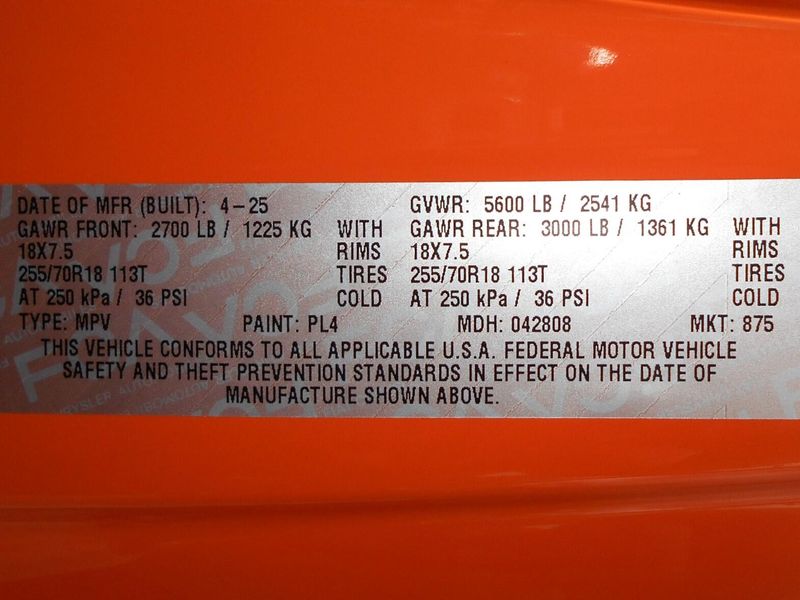 DATE OF MFR (BUILT): 4-25 GVWR: 5600 LB / 2541 KG
GAWR FRONT: 2700 LB / 1225 KG WITH GAWR REAR: 3000 LB / 1361 KG WITH
18X7.5 RIMS 18X7.5 RIMS
255/70R18 113T TIRES 255/70R18 113T TIRES
AT 250 kPa / 36 PSI COLD AT 250 kPa / 36 PSI COLD
TYPE: MPV PAINT: PL4 MDH: 042808 MKT: 875
THIS VEHICLE CONFORMS TO ALL APPLICABLE U.S.A. FEDERAL MOTOR VEHICLE
SAFETY AND THEFT PREVENTION STANDARDS IN EFFECT ON THE DATE OF
MANUFACTURE SHOWN ABOVE.